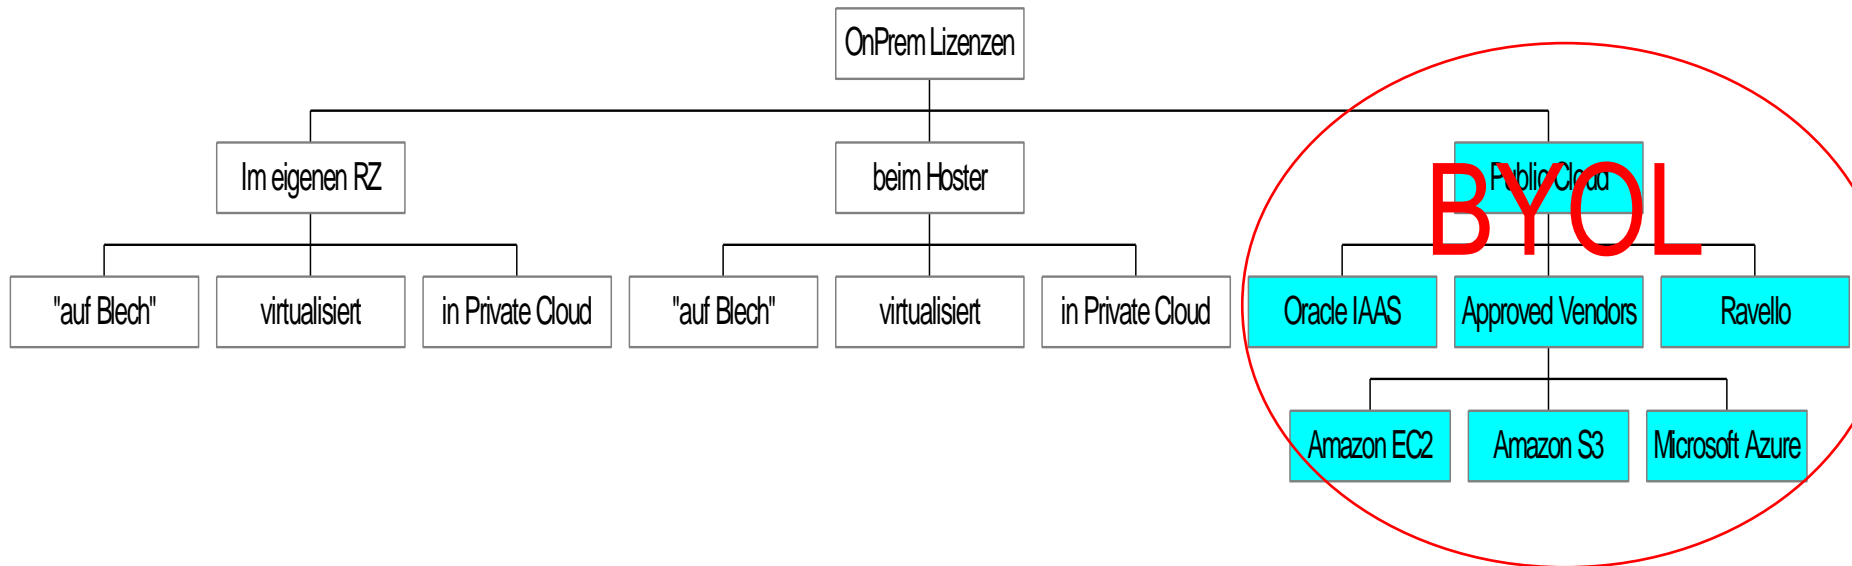 OnPrem Lizenzen
Im eigenen RZ
beim Hoster
Public Cloud
BYOL
"auf Blech"
virtualisiert
in Private Cloud
"auf Blech"
virtualisiert
in Private Cloud
Oracle IAAS
Approved Vendors
Ravello
Amazon EC2
Amazon S3
Microsoft Azure